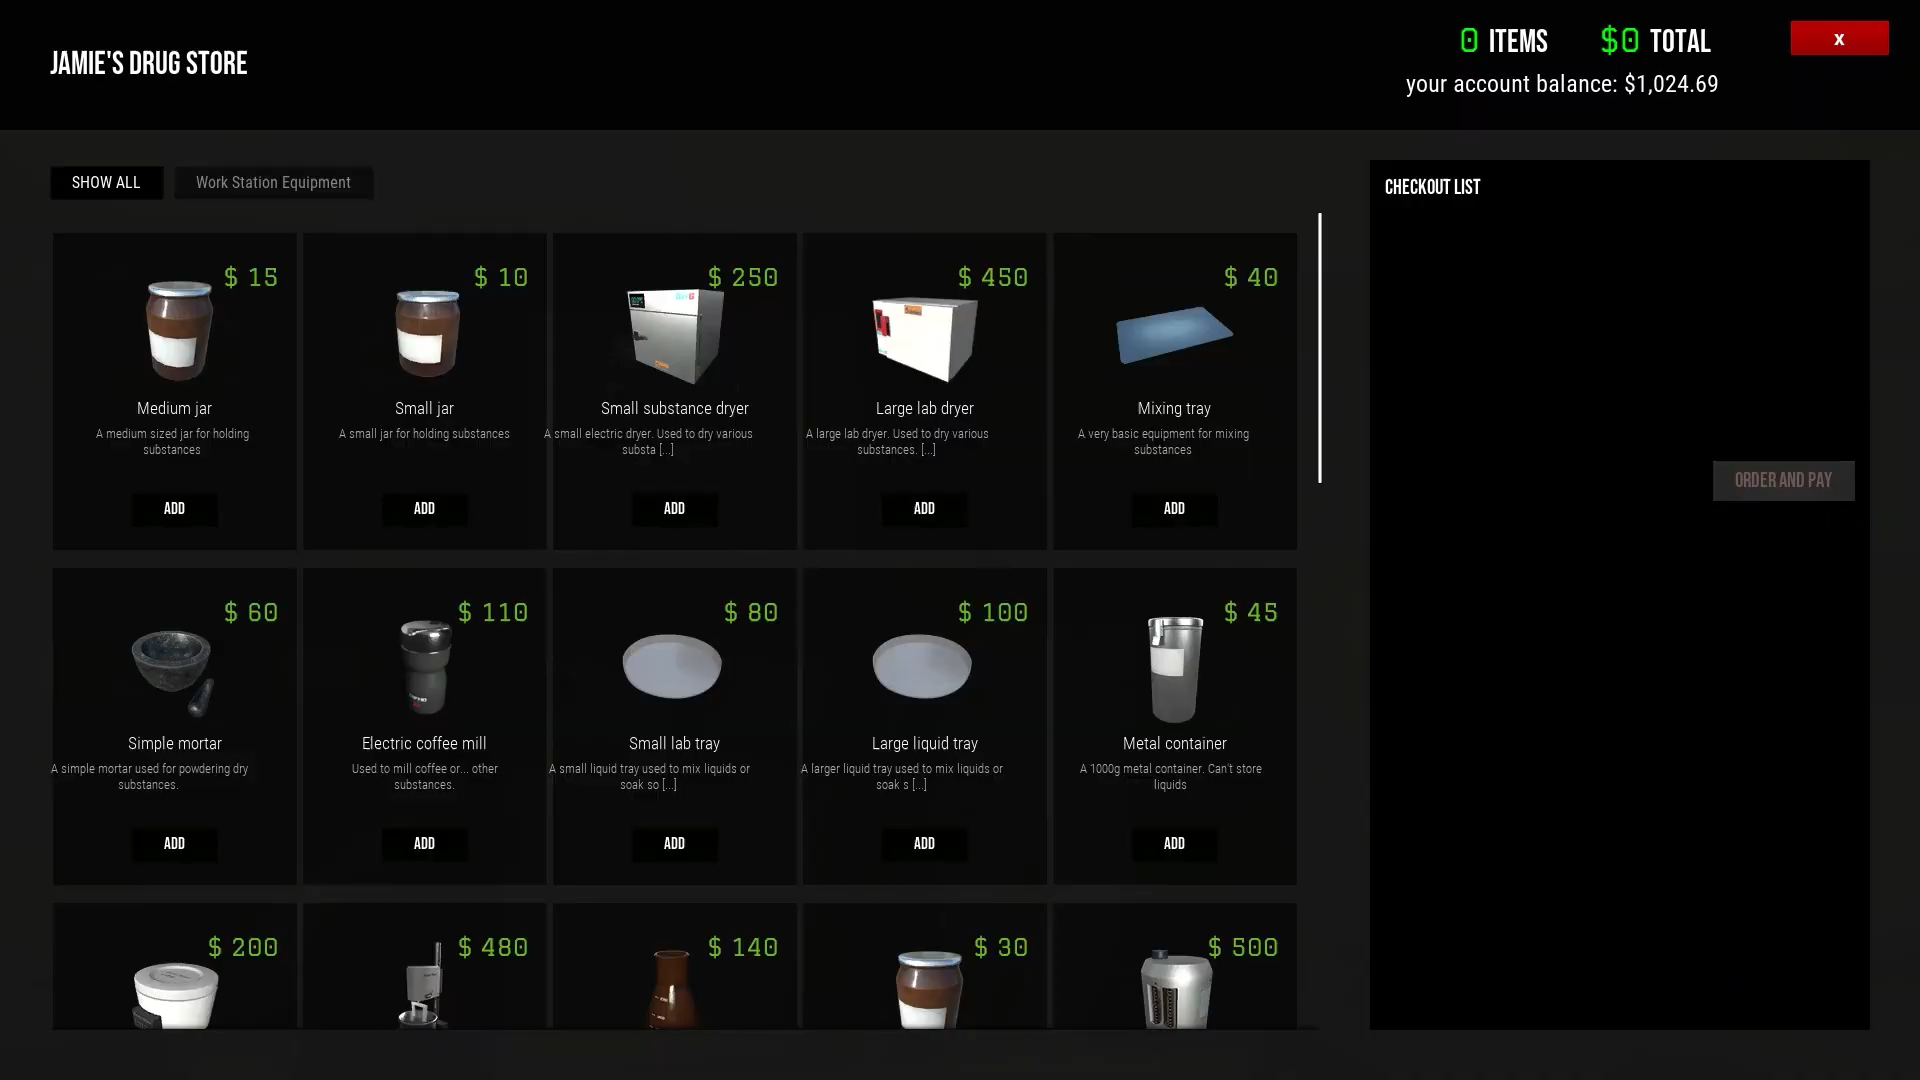 JAMIE'S DRUG STORE
0 ITEMS $0 TOTAL
x
your account balance: $1,024.69
SHOW ALL
Work Station Equipment
CHECKOUT LIST
ORDER AND PAY
$ 15
Medium jar
A medium sized jar for holding
substances
ADD
$ 10
Small jar
A small jar for holding substances
ADD
$ 250
Small substance dryer
A small electric dryer. Used to dry various
substa [...]
ADD
$ 450
Large lab dryer
A large lab dryer. Used to dry various
substances. [...]
ADD
$ 40
Mixing tray
A very basic equipment for mixing
substances
ADD
$ 60
Simple mortar
A simple mortar used for powdering dry
substances.
ADD
$ 110
Electric coffee mill
Used to mill coffee or... other
substances.
ADD
$ 80
Small lab tray
A small liquid tray used to mix liquids or
soak so [...]
ADD
$ 100
Large liquid tray
A larger liquid tray used to mix liquids or
soak s [...]
ADD
$ 45
Metal container
A 1000g metal container. Can't store
liquids
ADD
$ 200
$ 480
$ 140
$ 30
$ 500